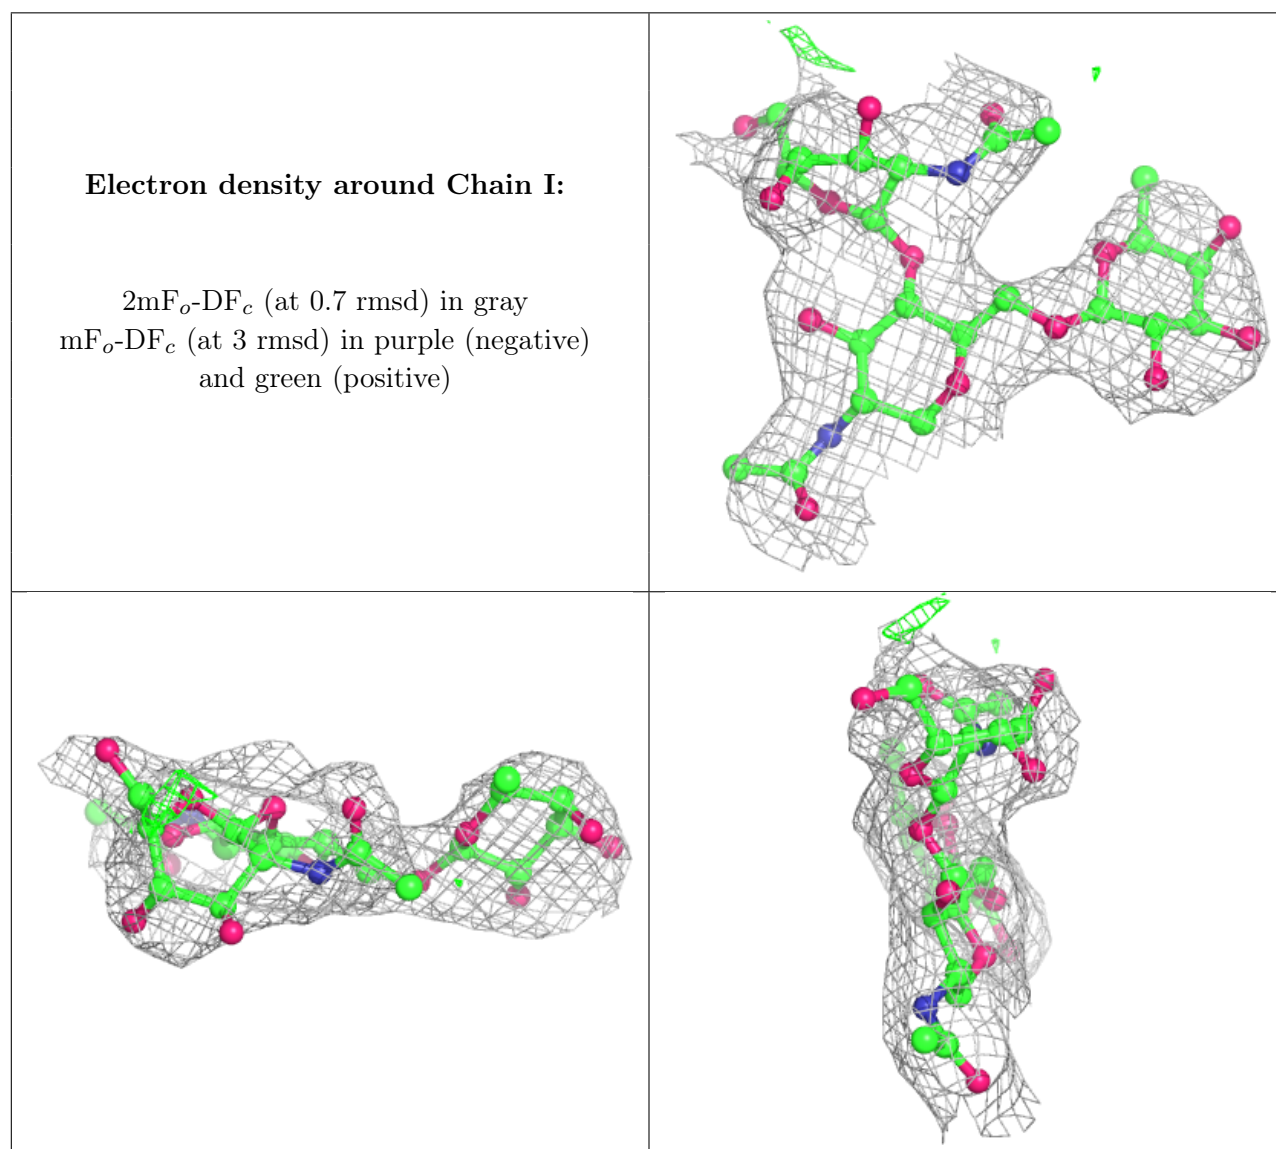 Electron density around Chain I:
2mFo-DFc (at 0.7 rmsd) in gray
mFo-DFc (at 3 rmsd) in purple (negative)
and green (positive)